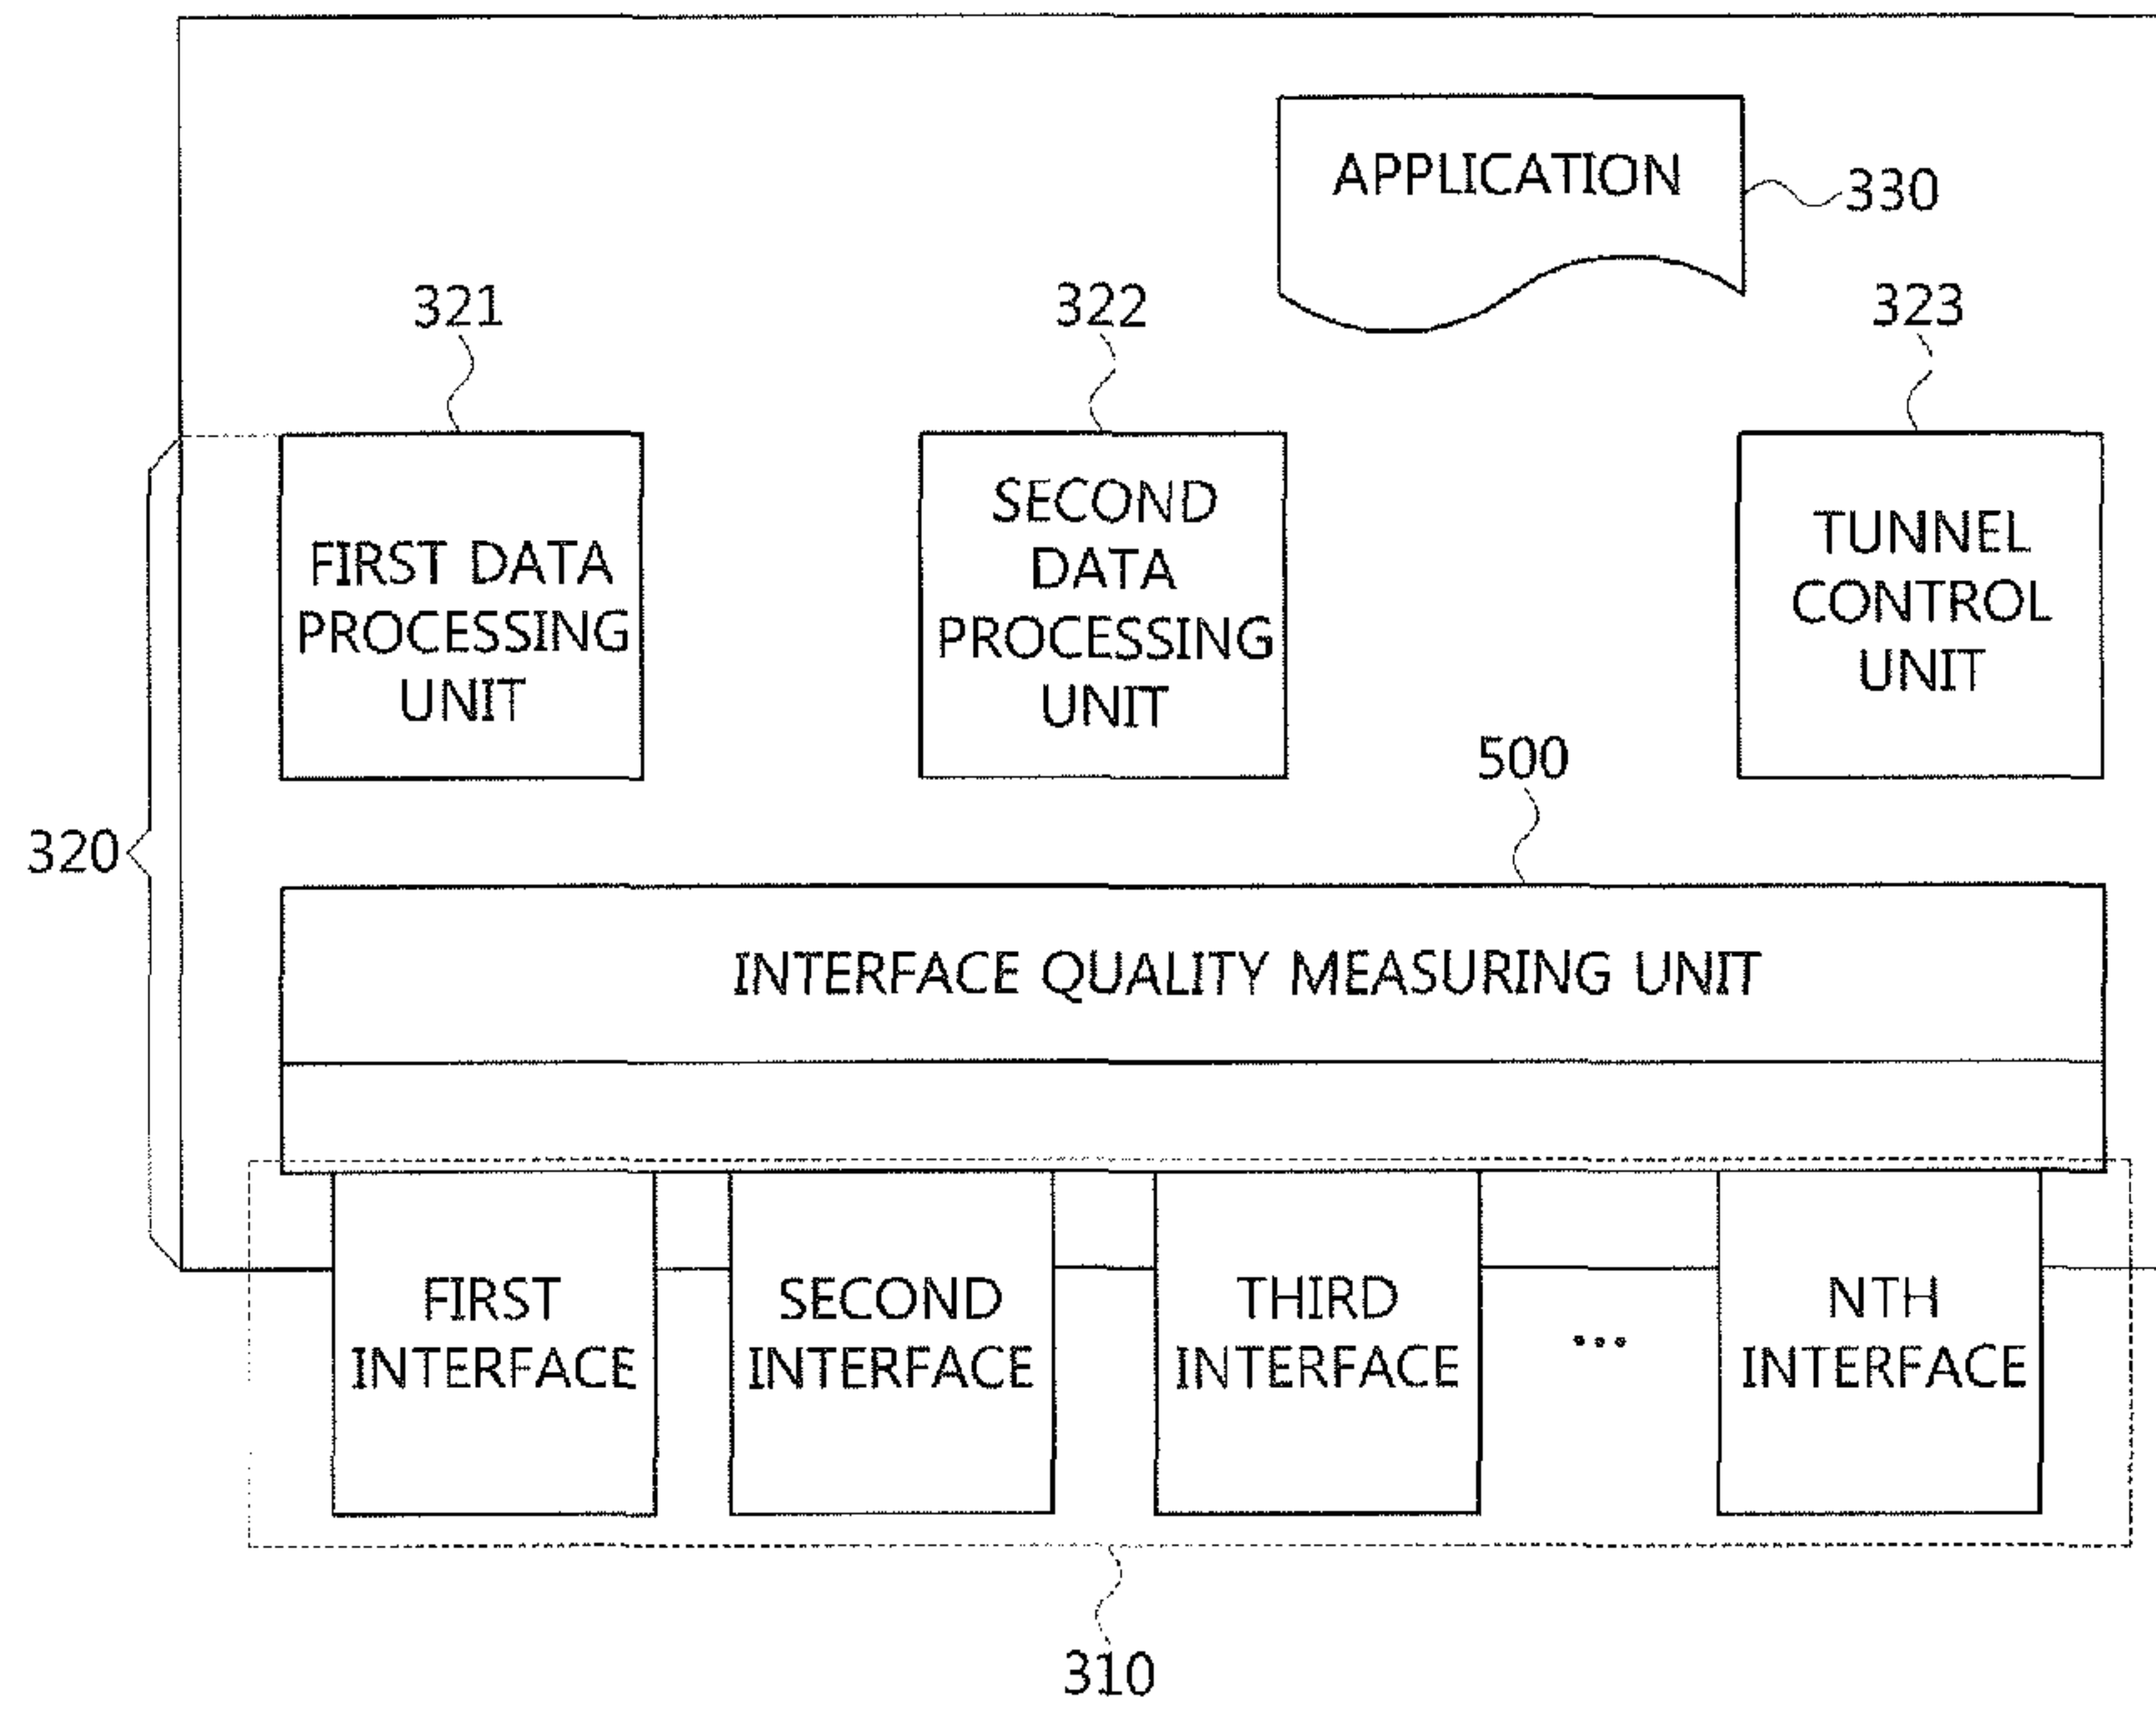 APPLICATION
330
321
322
323
FIRST DATA
PROCESSING
UNIT
SECOND
DATA
PROCESSING
UNIT
TUNNEL
CONTROL
UNIT
500
320
INTERFACE QUALITY MEASURING UNIT
FIRST
INTERFACE
SECOND
INTERFACE
THIRD
INTERFACE
...
NTH
INTERFACE
310